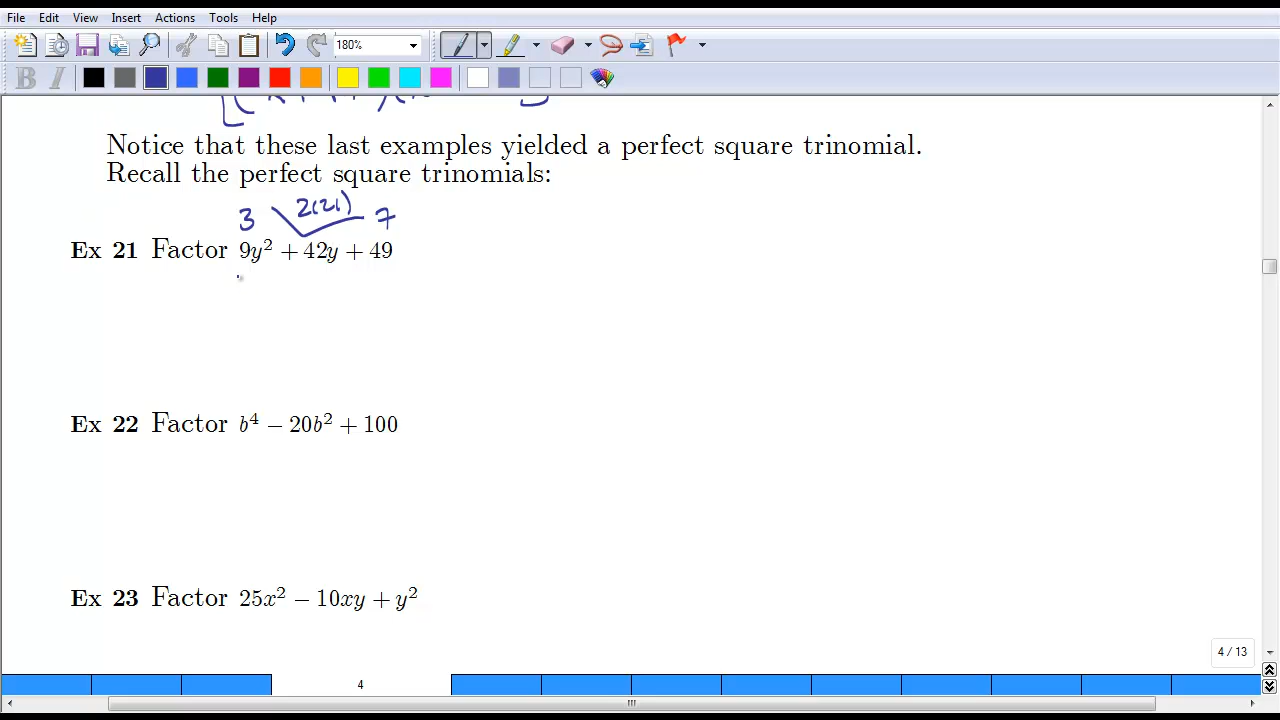 File Edit View Insert Actions Tools Help
180%
B I
Notice that these last examples yielded a perfect square trinomial.
Recall the perfect square trinomials:
3 2(21) 7
Ex 21 Factor 9y² + 42y + 49
Ex 22 Factor b⁴ − 20b² + 100
Ex 23 Factor 25x² − 10xy + y²
4 / 13
4